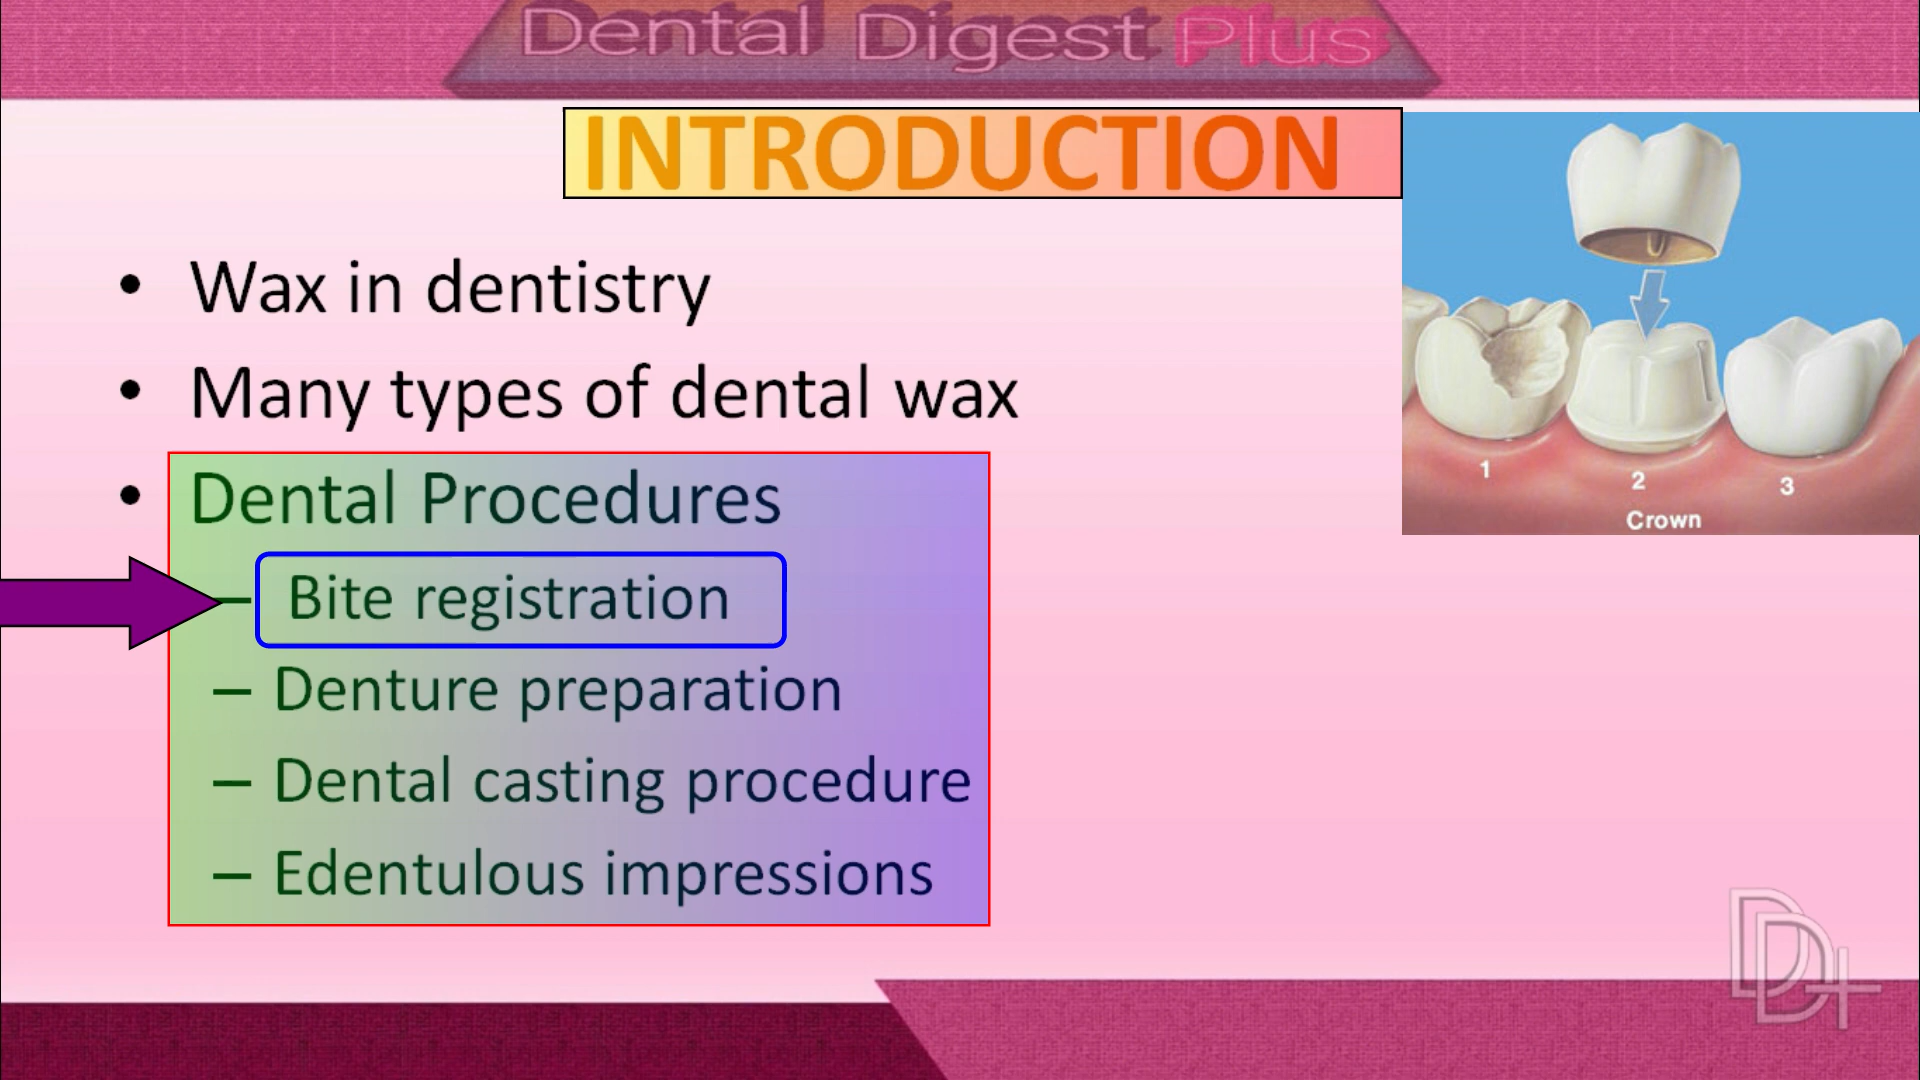 Dental Digest Plus
INTRODUCTION
• Wax in dentistry
• Many types of dental wax
• Dental Procedures
– Bite registration
– Denture preparation
– Dental casting procedure
– Edentulous impressions
1
2
3
Crown
DD+